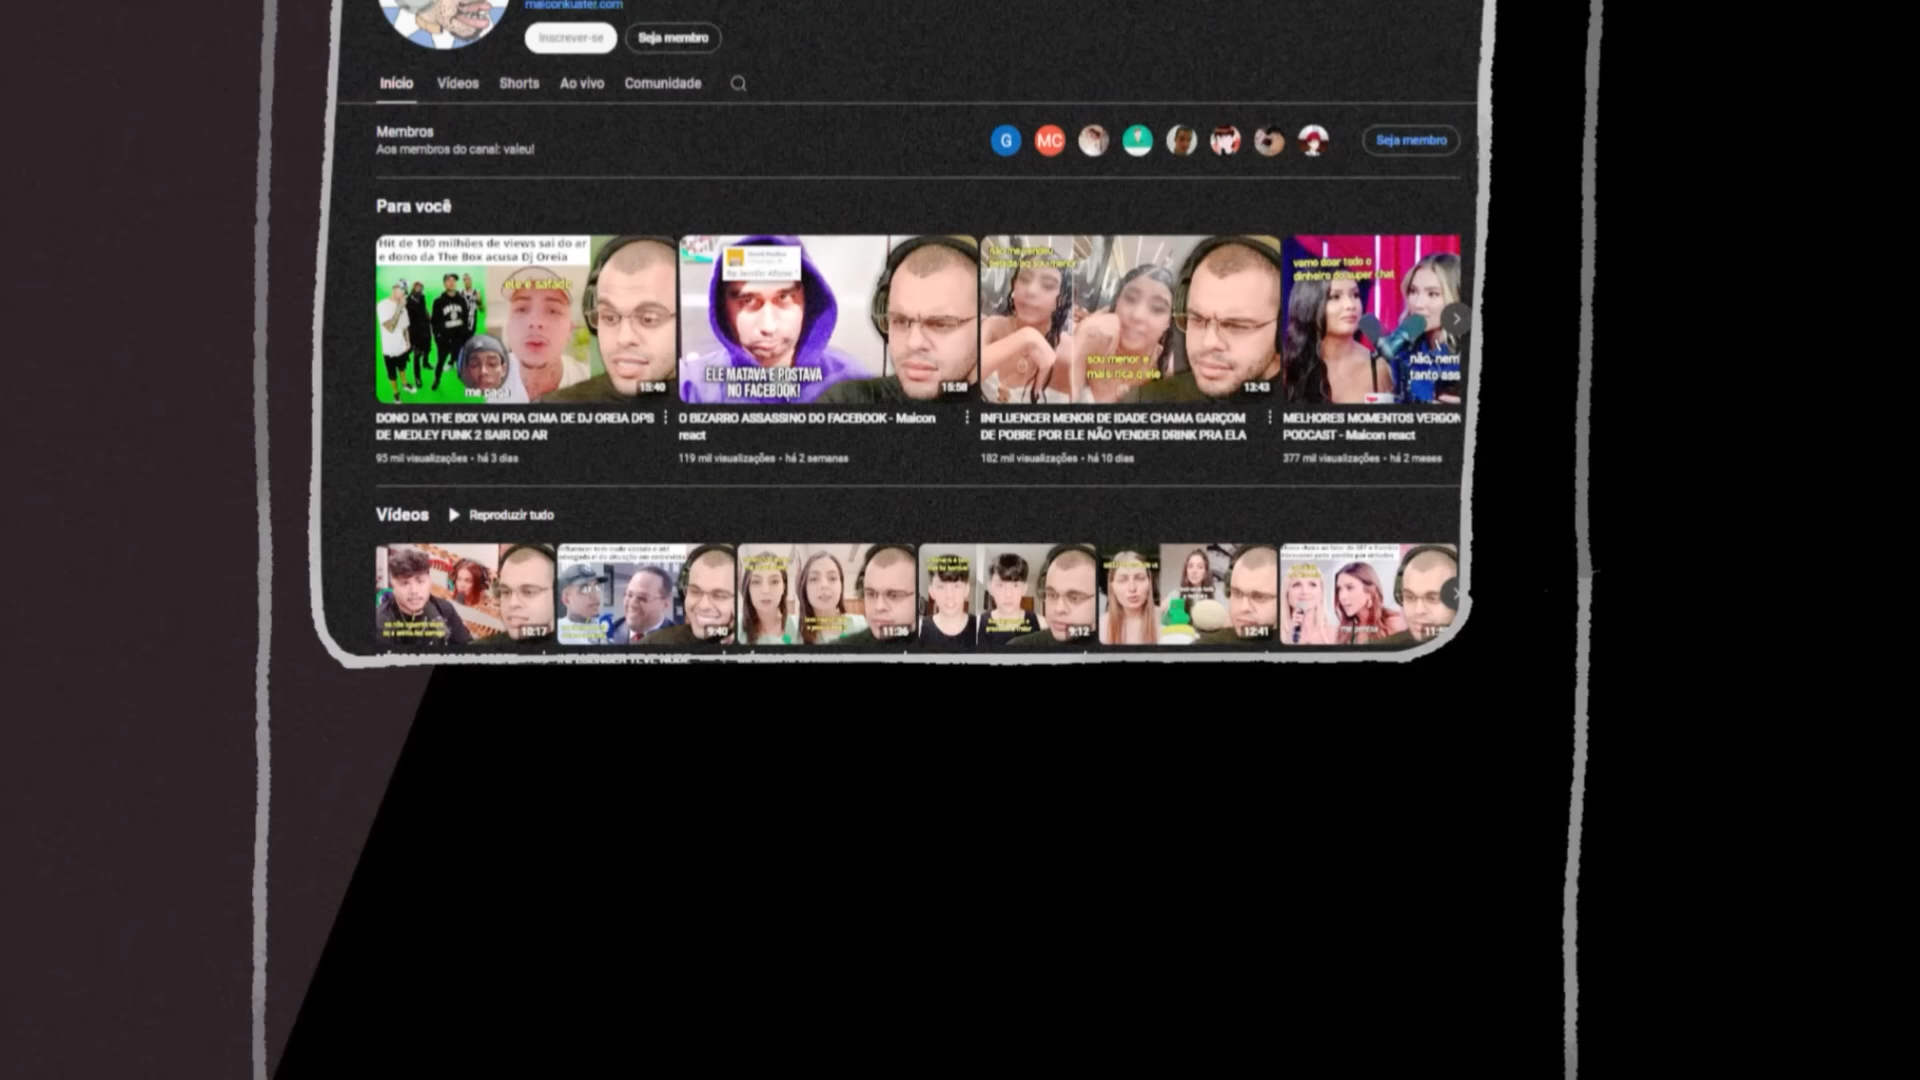 maiconkuster.com
Inscrever-se
Seja membro
Início
Vídeos
Shorts
Ao vivo
Comunidade
Membros
Aos membros do canal: valeu!
G
MC
Seja membro
Para você
Hit de 100 milhões de views sai do ar
e dono da The Box acusa Dj Oreia
ele é safado
me paga
15:40
ELE MATAVA E POSTAVA
NO FACEBOOK!
15:58
sou menor e
mais rica q ele
13:43
vamo doar todo o
dinheiro do super chat
não, nem
tanto ass
DONO DA THE BOX VAI PRA CIMA DE DJ OREIA DPS
DE MEDLEY FUNK 2 SAIR DO AR
95 mil visualizações • há 3 dias
O BIZARRO ASSASSINO DO FACEBOOK - Maicon
react
119 mil visualizações • há 2 semanas
INFLUENCER MENOR DE IDADE CHAMA GARÇOM
DE POBRE POR ELE NÃO VENDER DRINK PRA ELA
182 mil visualizações • há 10 dias
MELHORES MOMENTOS VERGON
PODCAST - Maicon react
377 mil visualizações • há 2 meses
Vídeos
Reproduzir tudo
10:17
9:40
11:36
9:12
12:41